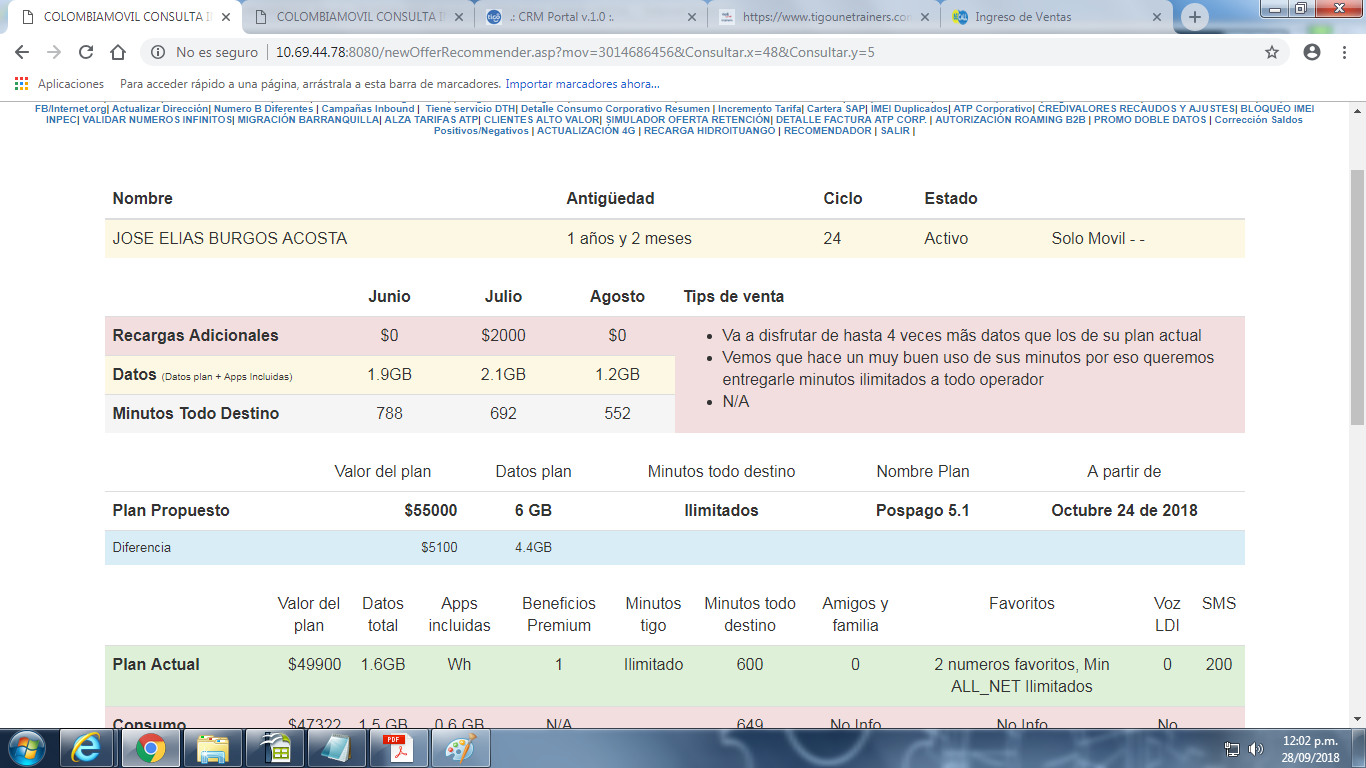 COLOMBIAMOVIL CONSULTA I
COLOMBIAMOVIL CONSULTA I
.: CRM Portal v.1.0 :.
https://www.tigounetrainers.co
Ingreso de Ventas
No es seguro | 10.69.44.78:8080/newOfferRecommender.asp?mov=3014686456&Consultar.x=48&Consultar.y=5
Aplicaciones Para acceder rápido a una página, arrástrala a esta barra de marcadores. Importar marcadores ahora...
FB/Internet.org| Actualizar Dirección| Numero B Diferentes | Campañas Inbound | Tiene servicio DTH| Detalle Consumo Corporativo Resumen | Incremento Tarifa| Cartera SAP| IMEI Duplicados| ATP Corporativo| CREDIVALORES RECAUDOS Y AJUSTES| BLOQUEO IMEI
INPEC| VALIDAR NUMEROS INFINITOS| MIGRACIÓN BARRANQUILLA| ALZA TARIFAS ATP| CLIENTES ALTO VALOR| SIMULADOR OFERTA RETENCIÓN| DETALLE FACTURA ATP CORP. | AUTORIZACIÓN ROAMING B2B | PROMO DOBLE DATOS | Corrección Saldos
Positivos/Negativos | ACTUALIZACIÓN 4G | RECARGA HIDROITUANGO | RECOMENDADOR | SALIR |
Nombre Antigüedad Ciclo Estado
JOSE ELIAS BURGOS ACOSTA 1 años y 2 meses 24 Activo Solo Movil - -
Junio Julio Agosto Tips de venta
Recargas Adicionales $0 $2000 $0
Va a disfrutar de hasta 4 veces mãs datos que los de su plan actual
Vemos que hace un muy buen uso de sus minutos por eso queremos
entregarle minutos ilimitados a todo operador
N/A
Datos (Datos plan + Apps Incluidas) 1.9GB 2.1GB 1.2GB
Minutos Todo Destino 788 692 552
Valor del plan Datos plan Minutos todo destino Nombre Plan A partir de
Plan Propuesto $55000 6 GB Ilimitados Pospago 5.1 Octubre 24 de 2018
Diferencia $5100 4.4GB
Valor del Datos Apps Beneficios Minutos Minutos todo Amigos y Favoritos Voz SMS
plan total incluidas Premium tigo destino familia LDI
Plan Actual $49900 1.6GB Wh 1 Ilimitado 600 0 2 numeros favoritos, Min 0 200
ALL_NET Ilimitados
Consumo $47322 1.5 GB 0.6 GB N/A 649 No Info No Info No
12:02 p.m.
28/09/2018